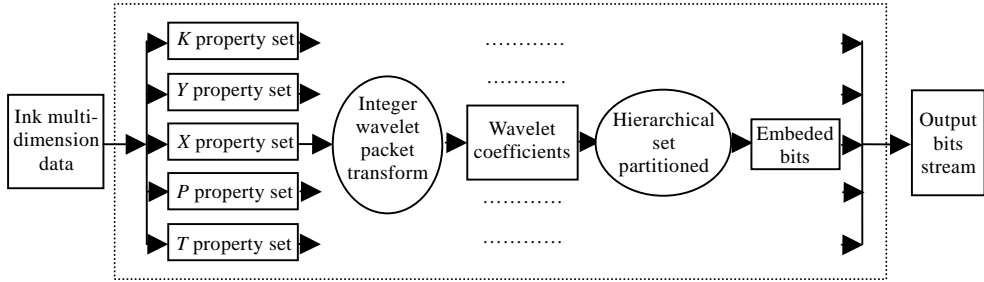 K property set
Y property set
X property set
P property set
T property set
Ink multi-
dimension
data
Integer
wavelet
packet
transform
…………
…………
Wavelet
coefficients
…………
…………
Hierarchical
set
partitioned
Embeded
bits
Output
bits
stream